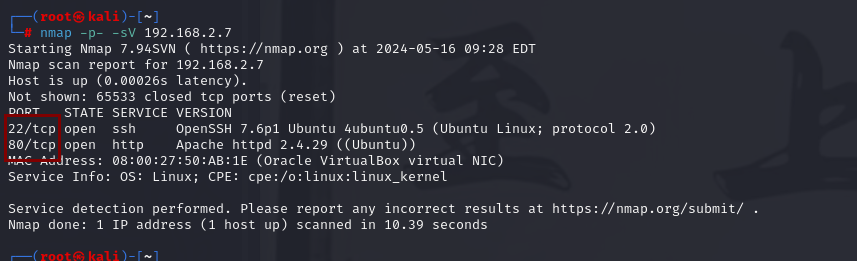 ┌──(root㉿kali)-[~]
└─# nmap -p- -sV 192.168.2.7
Starting Nmap 7.94SVN ( https://nmap.org ) at 2024-05-16 09:28 EDT
Nmap scan report for 192.168.2.7
Host is up (0.00026s latency).
Not shown: 65533 closed tcp ports (reset)
PORT   STATE SERVICE VERSION
22/tcp open  ssh     OpenSSH 7.6p1 Ubuntu 4ubuntu0.5 (Ubuntu Linux; protocol 2.0)
80/tcp open  http    Apache httpd 2.4.29 ((Ubuntu))
MAC Address: 08:00:27:50:AB:1E (Oracle VirtualBox virtual NIC)
Service Info: OS: Linux; CPE: cpe:/o:linux:linux_kernel

Service detection performed. Please report any incorrect results at https://nmap.org/submit/ .
Nmap done: 1 IP address (1 host up) scanned in 10.39 seconds

┌──(root㉿kali)-[~]
至上